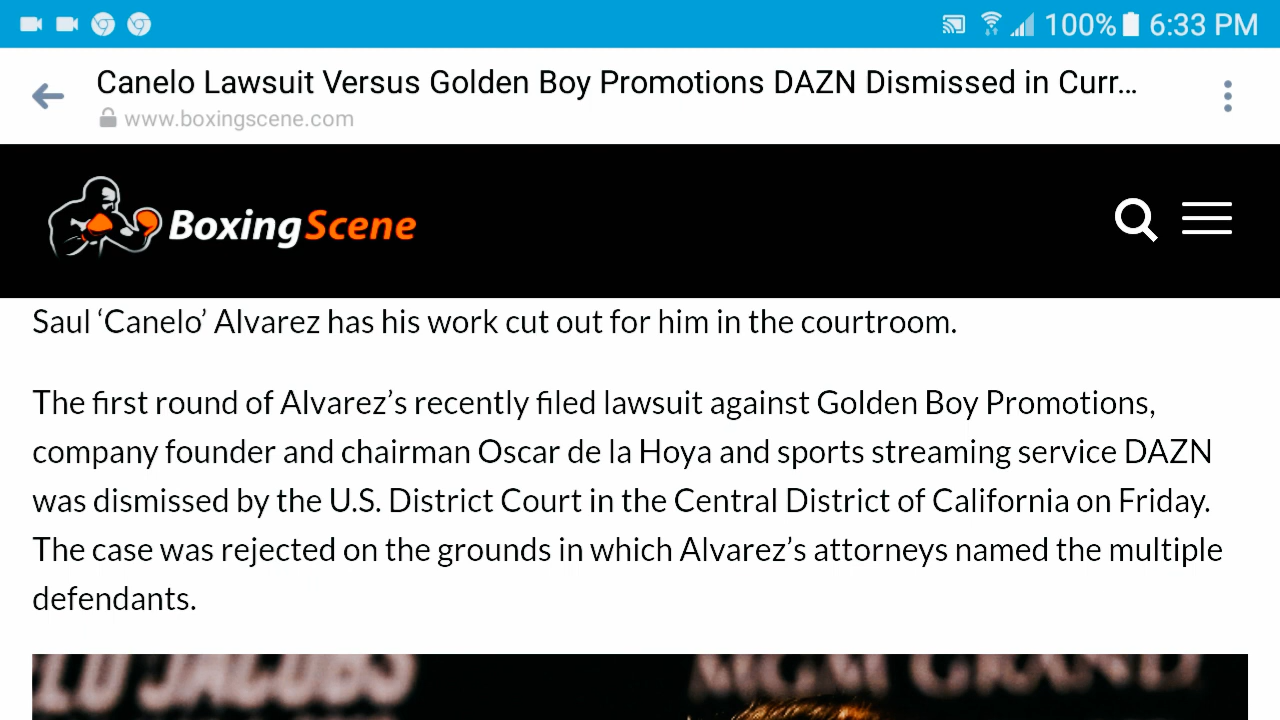 100% 6:33 PM
Canelo Lawsuit Versus Golden Boy Promotions DAZN Dismissed in Curr...
www.boxingscene.com
BoxingScene
Saul ‘Canelo’ Alvarez has his work cut out for him in the courtroom.
The first round of Alvarez’s recently filed lawsuit against Golden Boy Promotions,
company founder and chairman Oscar de la Hoya and sports streaming service DAZN
was dismissed by the U.S. District Court in the Central District of California on Friday.
The case was rejected on the grounds in which Alvarez’s attorneys named the multiple
defendants.
LO JACOBS MGM GRAND